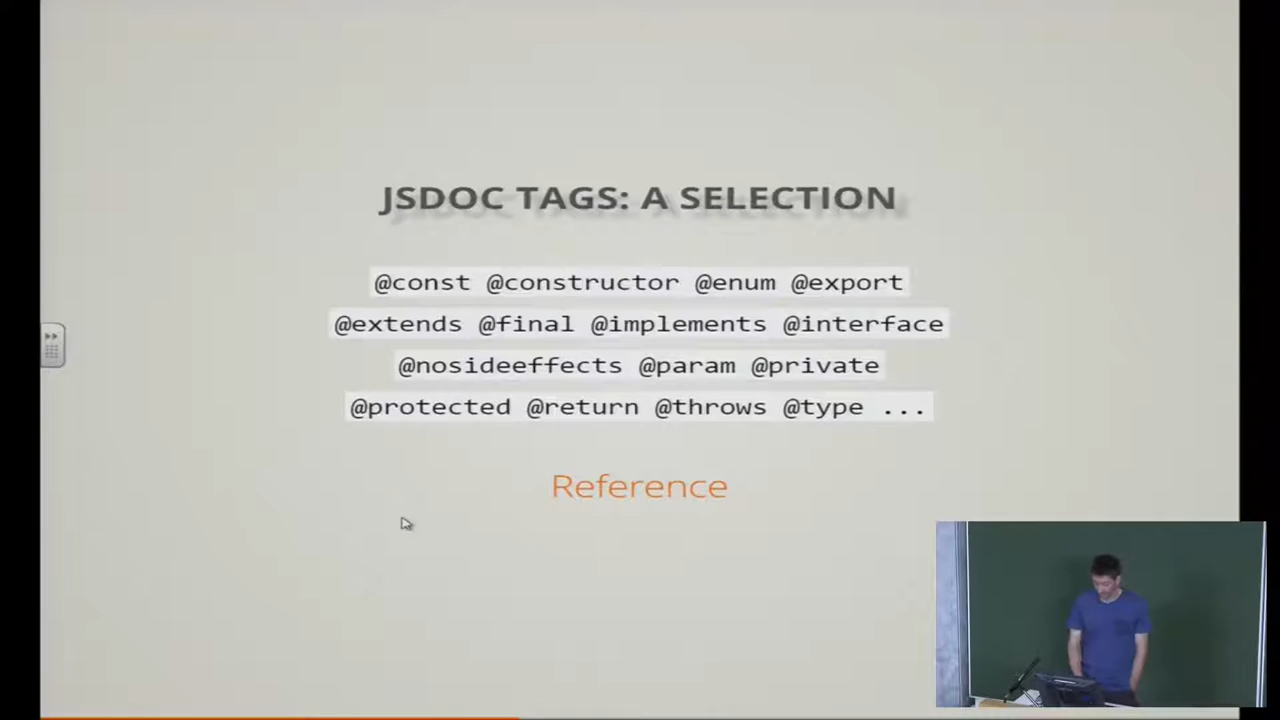 JSDOC TAGS: A SELECTION
@const @constructor @enum @export
@extends @final @implements @interface
@nosideeffects @param @private
@protected @return @throws @type ...
Reference